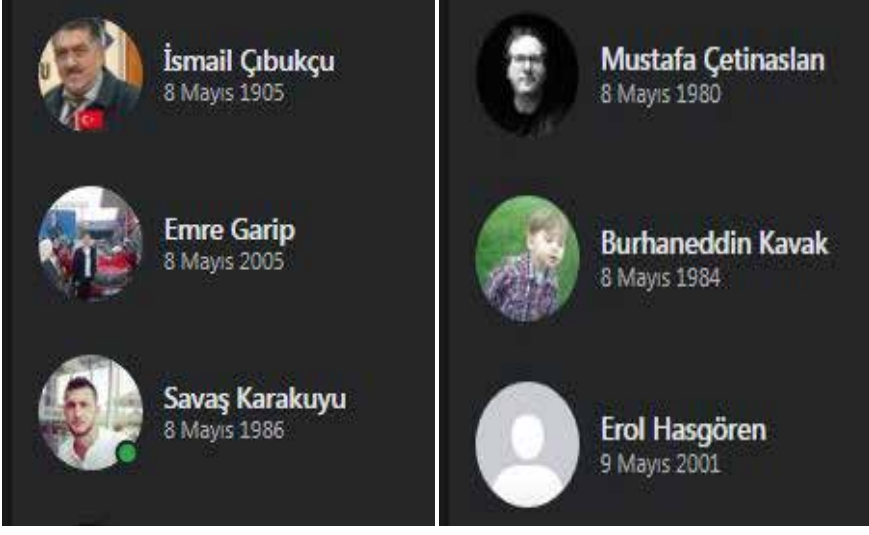 İsmail Çıbukçu
8 Mayıs 1905
Emre Garip
8 Mayıs 2005
Savaş Karakuyu
8 Mayıs 1986
Mustafa Çetinaslan
8 Mayıs 1980
Burhaneddin Kavak
8 Mayıs 1984
Erol Hasgören
9 Mayıs 2001